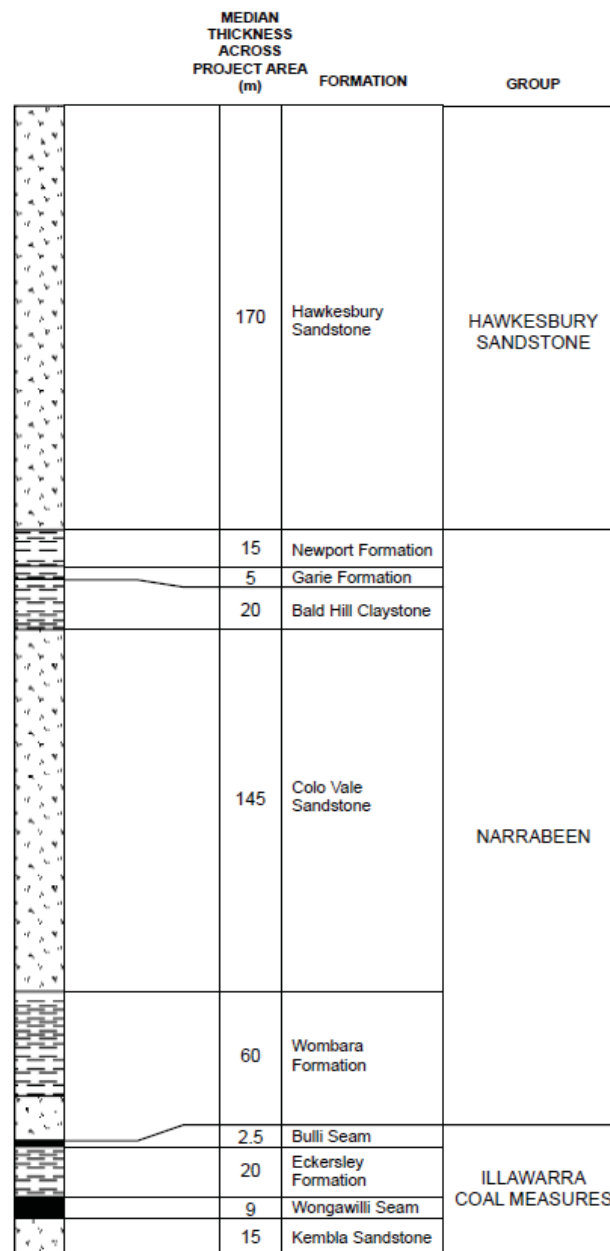 MEDIAN
THICKNESS
ACROSS
PROJECT AREA
(m)
FORMATION
GROUP
170
Hawkesbury
Sandstone
HAWKESBURY
SANDSTONE
15
Newport Formation
5
Garie Formation
20
Bald Hill Claystone
145
Colo Vale
Sandstone
NARRABEEN
60
Wombara
Formation
2.5
Bulli Seam
20
Eckersley
Formation
ILLAWARRA
COAL MEASURES
9
Wongawilli Seam
15
Kembla Sandstone